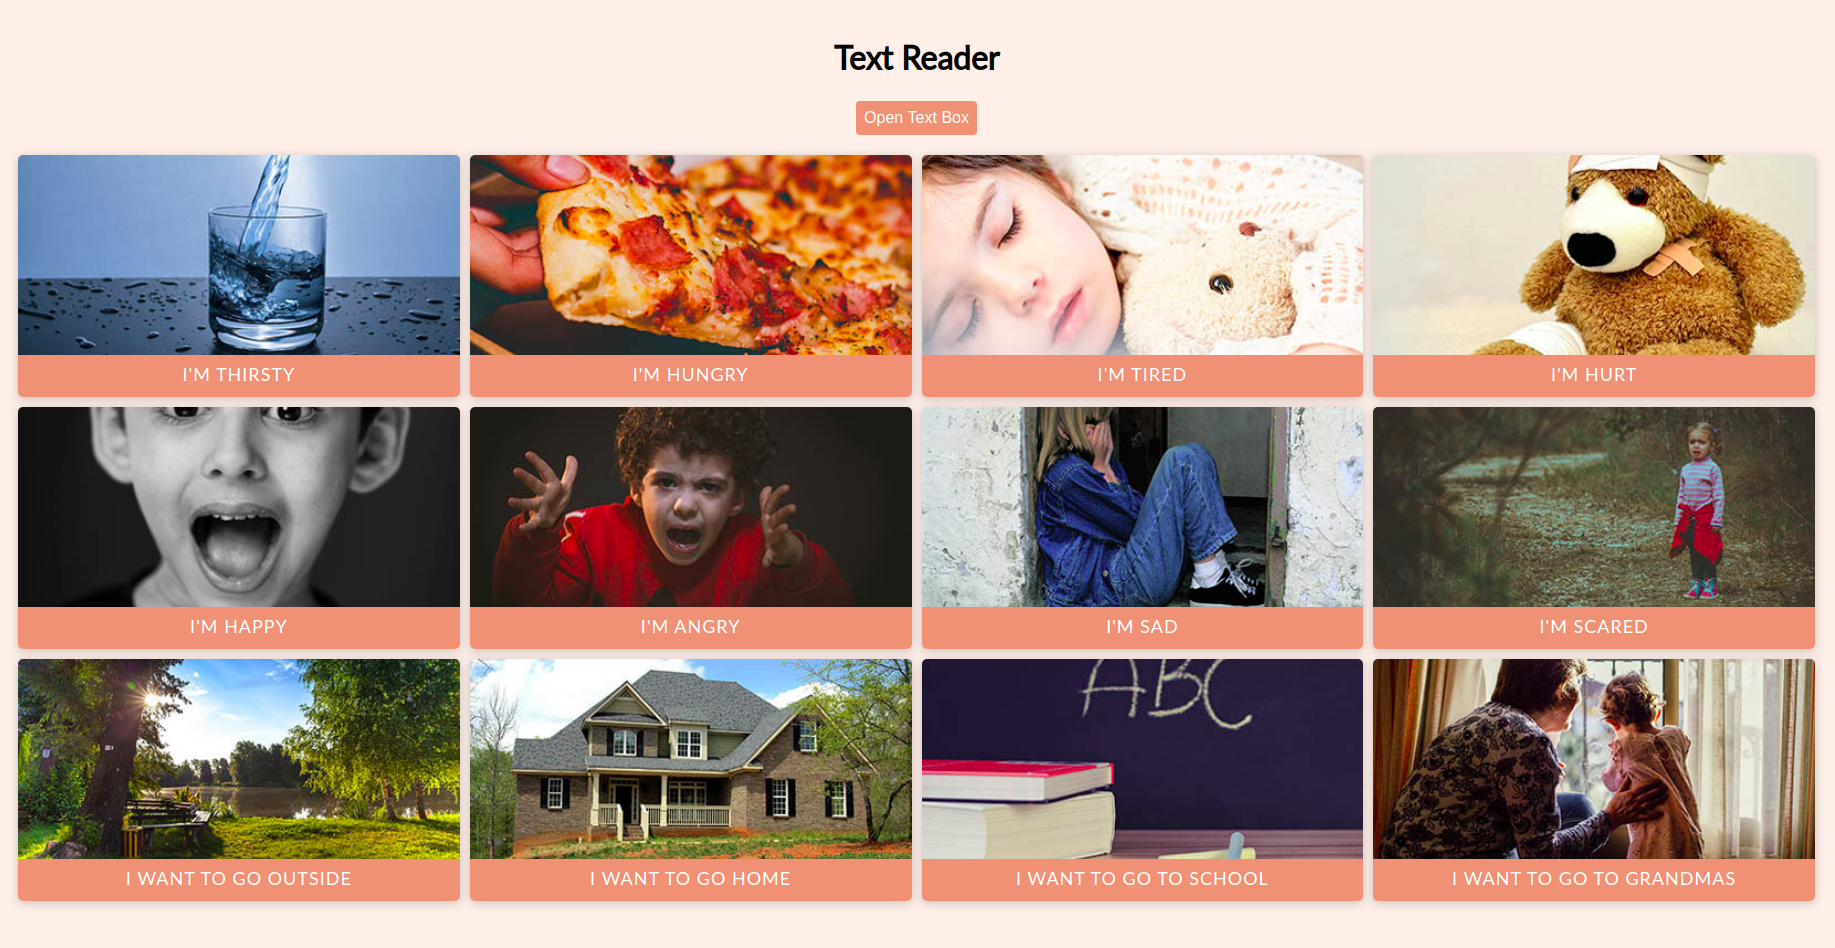 Text Reader
Open Text Box
I'M THIRSTY
I'M HUNGRY
I'M TIRED
I'M HURT
I'M HAPPY
I'M ANGRY
I'M SAD
I'M SCARED
ABC
I WANT TO GO OUTSIDE
I WANT TO GO HOME
I WANT TO GO TO SCHOOL
I WANT TO GO TO GRANDMAS